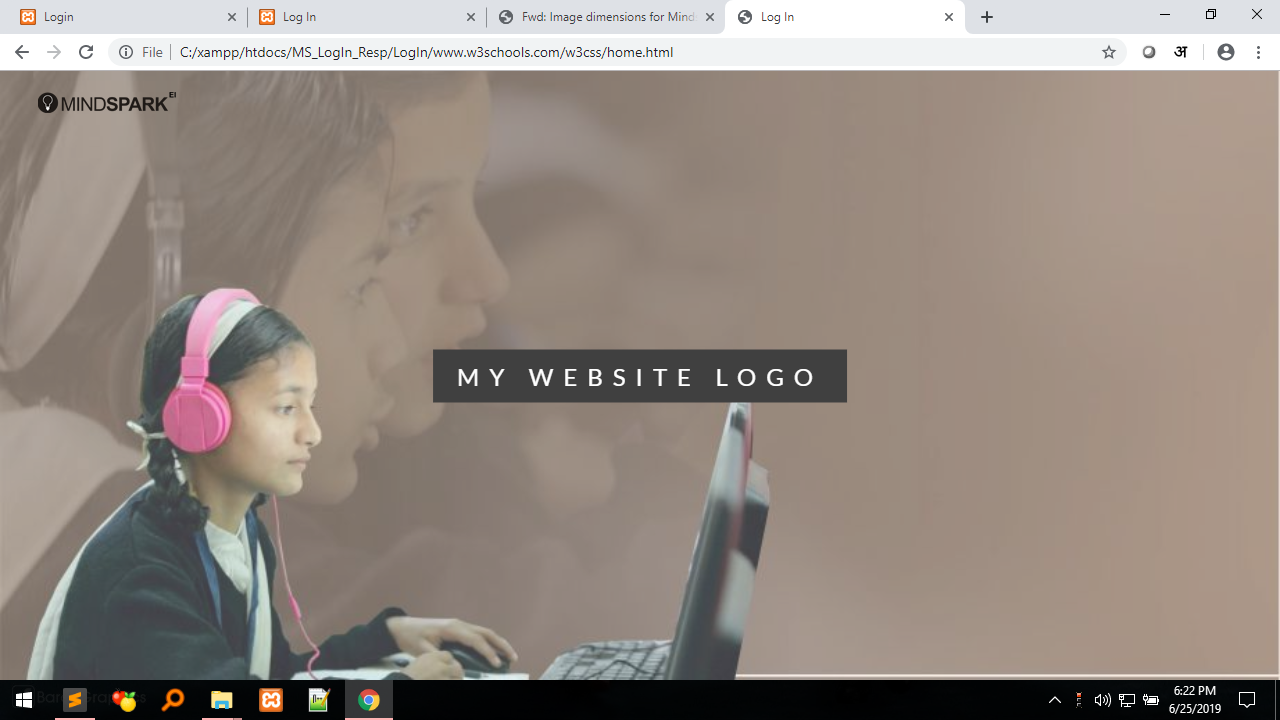 Login
Log In
Fwd: Image dimensions for Mind
Log In
File
C:/xampp/htdocs/MS_LogIn_Resp/LogIn/www.w3schools.com/w3css/home.html
अ
MINDSPARK EI
MY WEBSITE LOGO
6:22 PM
6/25/2019